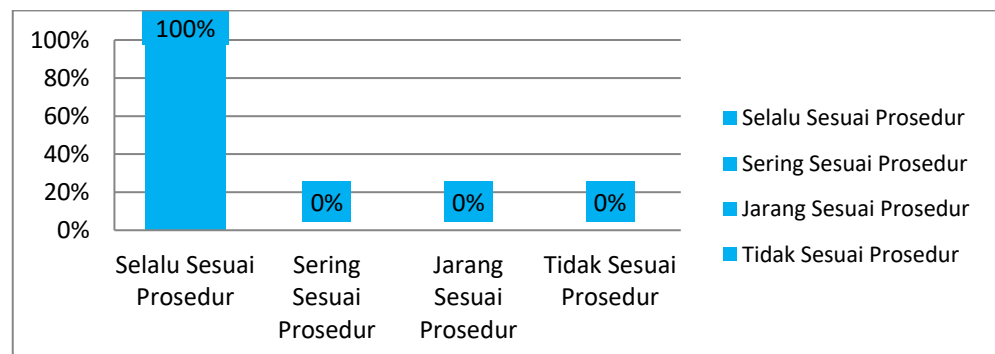 100%
80%
60%
40%
20%
0%
100%
0%
0%
0%
Selalu Sesuai
Prosedur
Sering
Sesuai
Prosedur
Jarang
Sesuai
Prosedur
Tidak Sesuai
Prosedur
Selalu Sesuai Prosedur
Sering Sesuai Prosedur
Jarang Sesuai Prosedur
Tidak Sesuai Prosedur